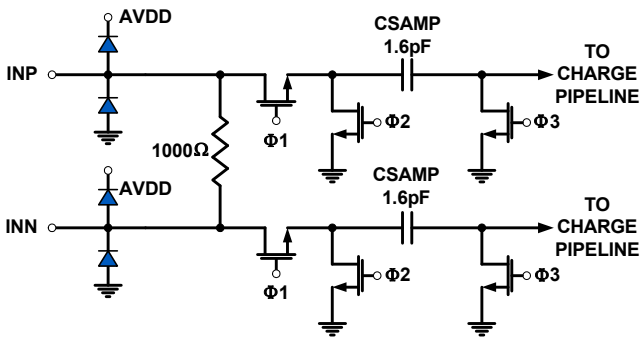 AVDD
CSAMP
1.6pF
INP
TO
CHARGE
PIPELINE
Φ1
Φ2
Φ3
1000Ω
AVDD
CSAMP
1.6pF
INN
TO
CHARGE
PIPELINE
Φ1
Φ2
Φ3